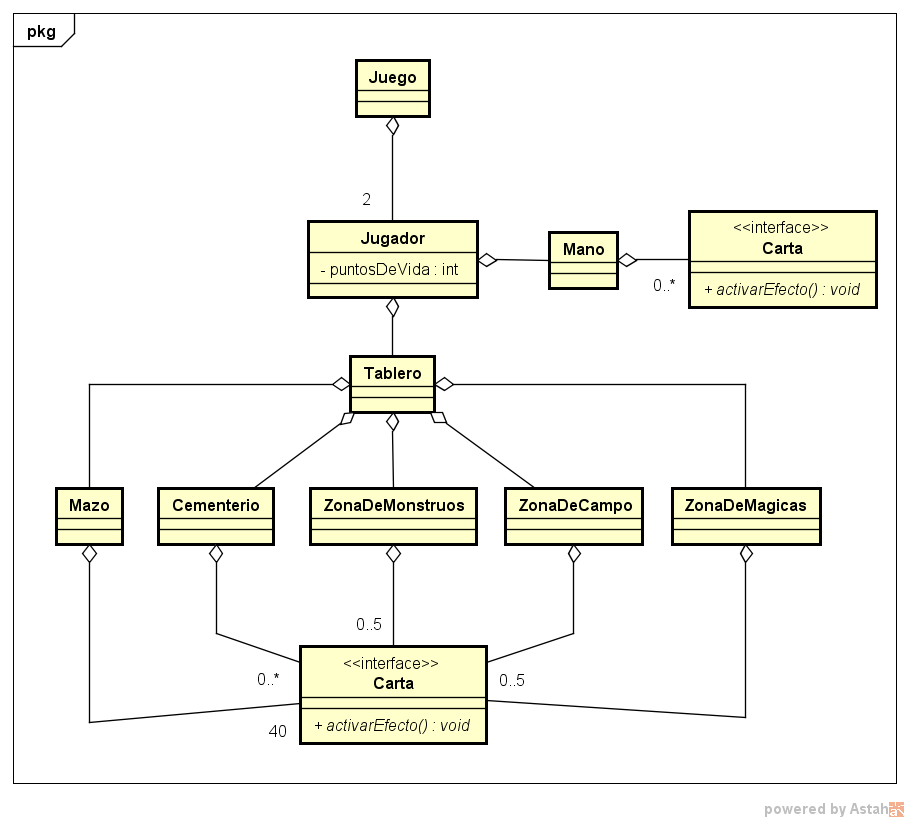 pkg
Juego
2
Jugador
- puntosDeVida : int
Mano
0..*
<<interface>>
Carta
+ activarEfecto() : void
Tablero
Mazo
Cementerio
ZonaDeMonstruos
ZonaDeCampo
ZonaDeMagicas
0..5
0..*
40
<<interface>>
Carta
+ activarEfecto() : void
0..5
powered by Astah